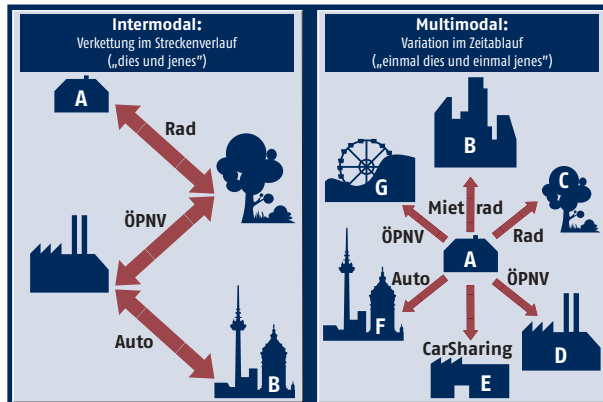 Intermodal:
Verkettung im Streckenverlauf
(„dies und jenes”)
A
Rad
ÖPNV
Auto
B
Multimodal:
Variation im Zeitablauf
(„einmal dies und einmal jenes”)
B
G
C
Mietrad
ÖPNV
Rad
A
Auto
ÖPNV
F
CarSharing
D
E